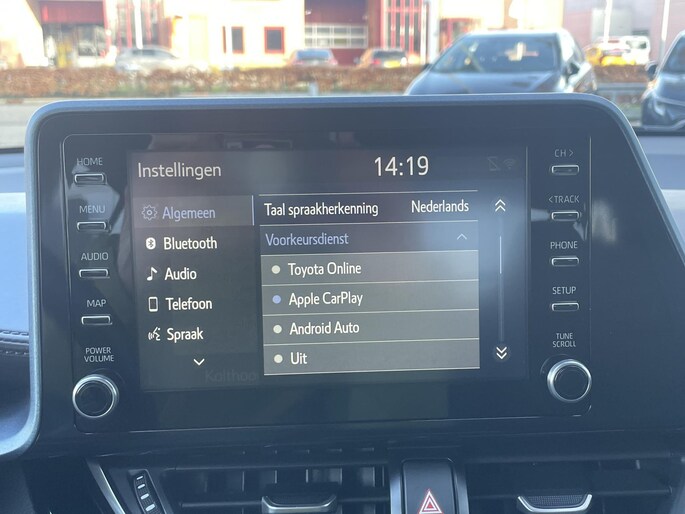 HOME
MENU
AUDIO
MAP
POWER
VOLUME
Instellingen
14:19
Algemeen
Bluetooth
Audio
Telefoon
Spraak
Taal spraakherkenning Nederlands
Voorkeursdienst
Toyota Online
Apple CarPlay
Android Auto
Uit
CH >
< TRACK
PHONE
SETUP
TUNE
SCROLL